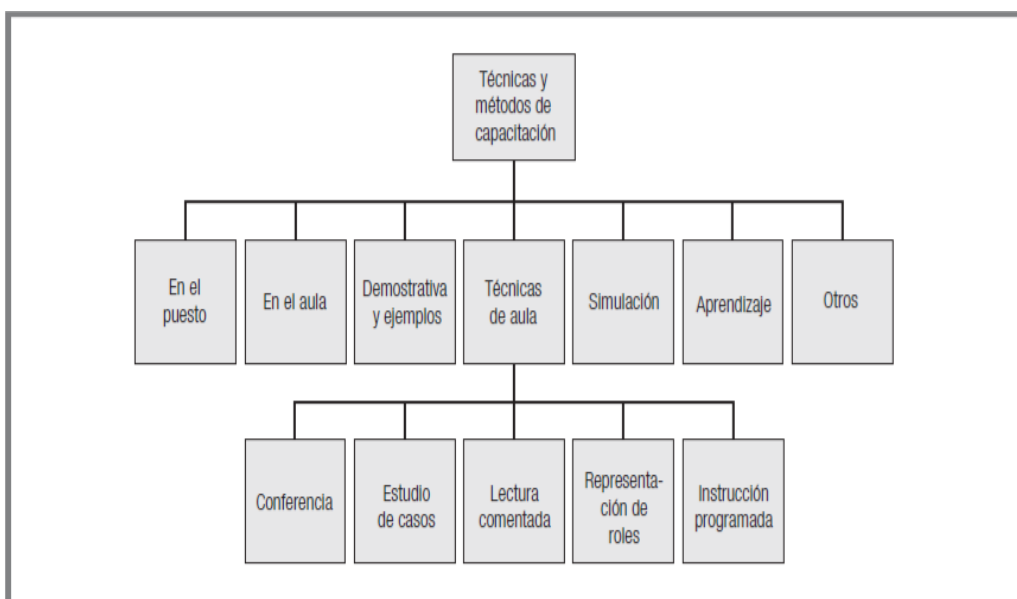 Técnicas y
métodos de
capacitación
En el
puesto
En el aula
Demostrativa
y ejemplos
Técnicas
de aula
Simulación
Aprendizaje
Otros
Conferencia
Estudio
de casos
Lectura
comentada
Representa-
ción de
roles
Instrucción
programada